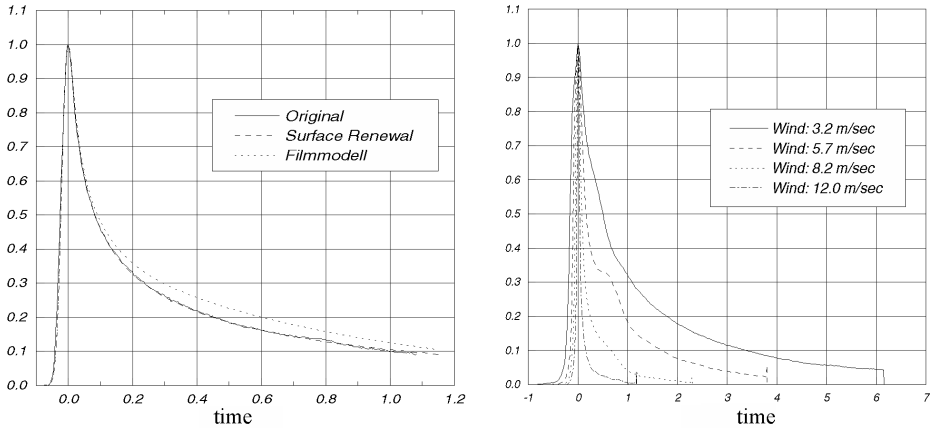 1.1
1.0
0.9
0.8
0.7
0.6
0.5
0.4
0.3
0.2
0.1
0.0
Original
Surface Renewal
Filmmodell
0.0 0.2 0.4 0.6 0.8 1.0 1.2
time
1.1
1.0
0.9
0.8
0.7
0.6
0.5
0.4
0.3
0.2
0.1
0.0
Wind: 3.2 m/sec
Wind: 5.7 m/sec
Wind: 8.2 m/sec
Wind: 12.0 m/sec
-1 0 1 2 3 4 5 6 7
time